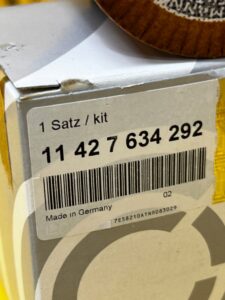 1 Satz / kit
11 42 7 634 292
02
Made in Germany